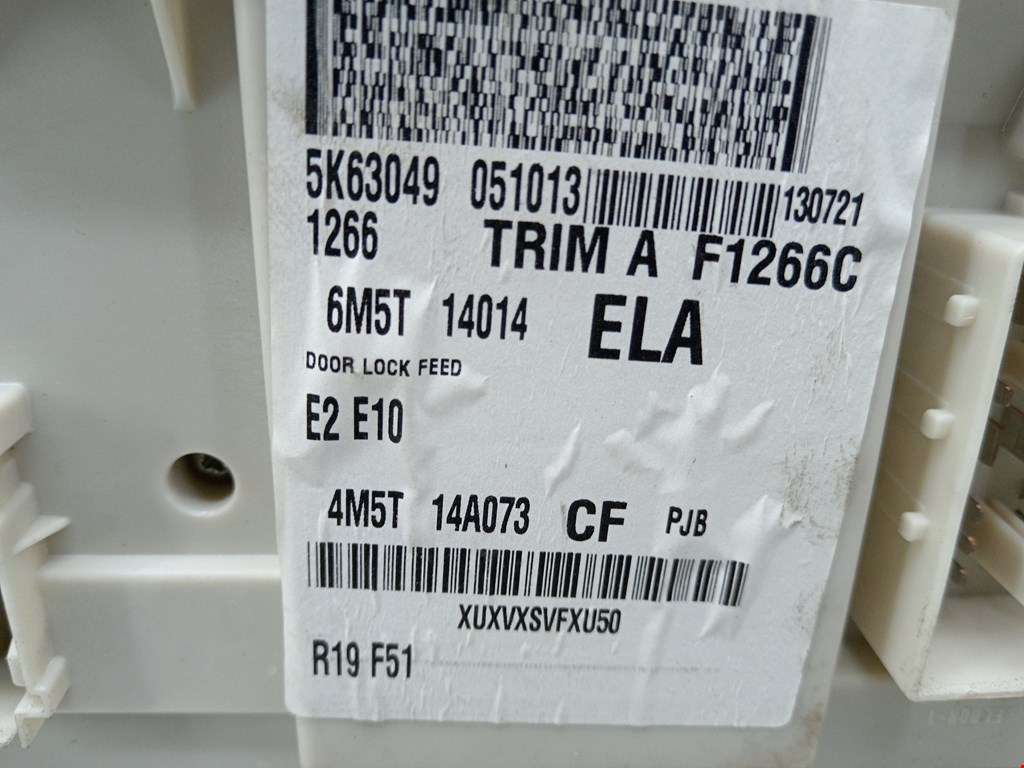 5K63049 051013 130721
1266 TRIM A F1266C
6M5T 14014 ELA
DOOR LOCK FEED
E2 E10
4M5T 14A073 CF PJB
XUXVXSVFXU50
R19 F51